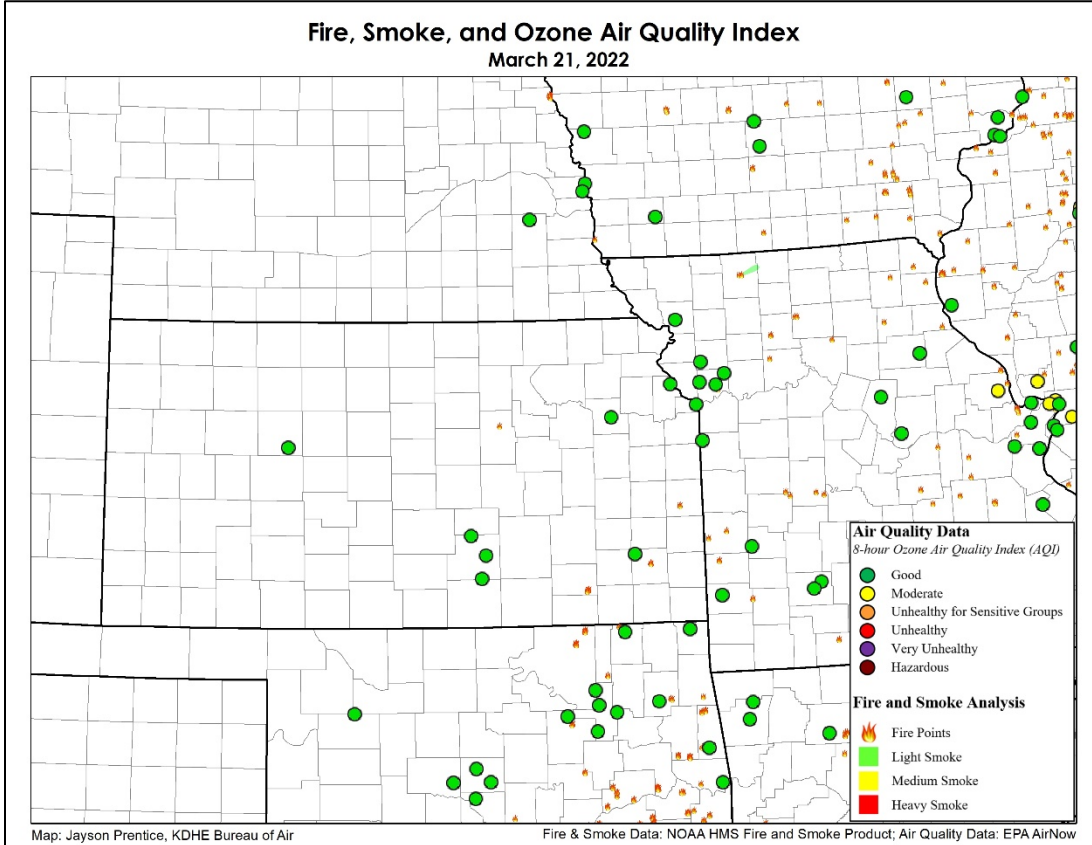 Fire, Smoke, and Ozone Air Quality Index
March 21, 2022
Air Quality Data
8-hour Ozone Air Quality Index (AQI)
Good
Moderate
Unhealthy for Sensitive Groups
Unhealthy
Very Unhealthy
Hazardous
Fire and Smoke Analysis
Fire Points
Light Smoke
Medium Smoke
Heavy Smoke
Map: Jayson Prentice, KDHE Bureau of Air
Fire & Smoke Data: NOAA HMS Fire and Smoke Product; Air Quality Data: EPA AirNow